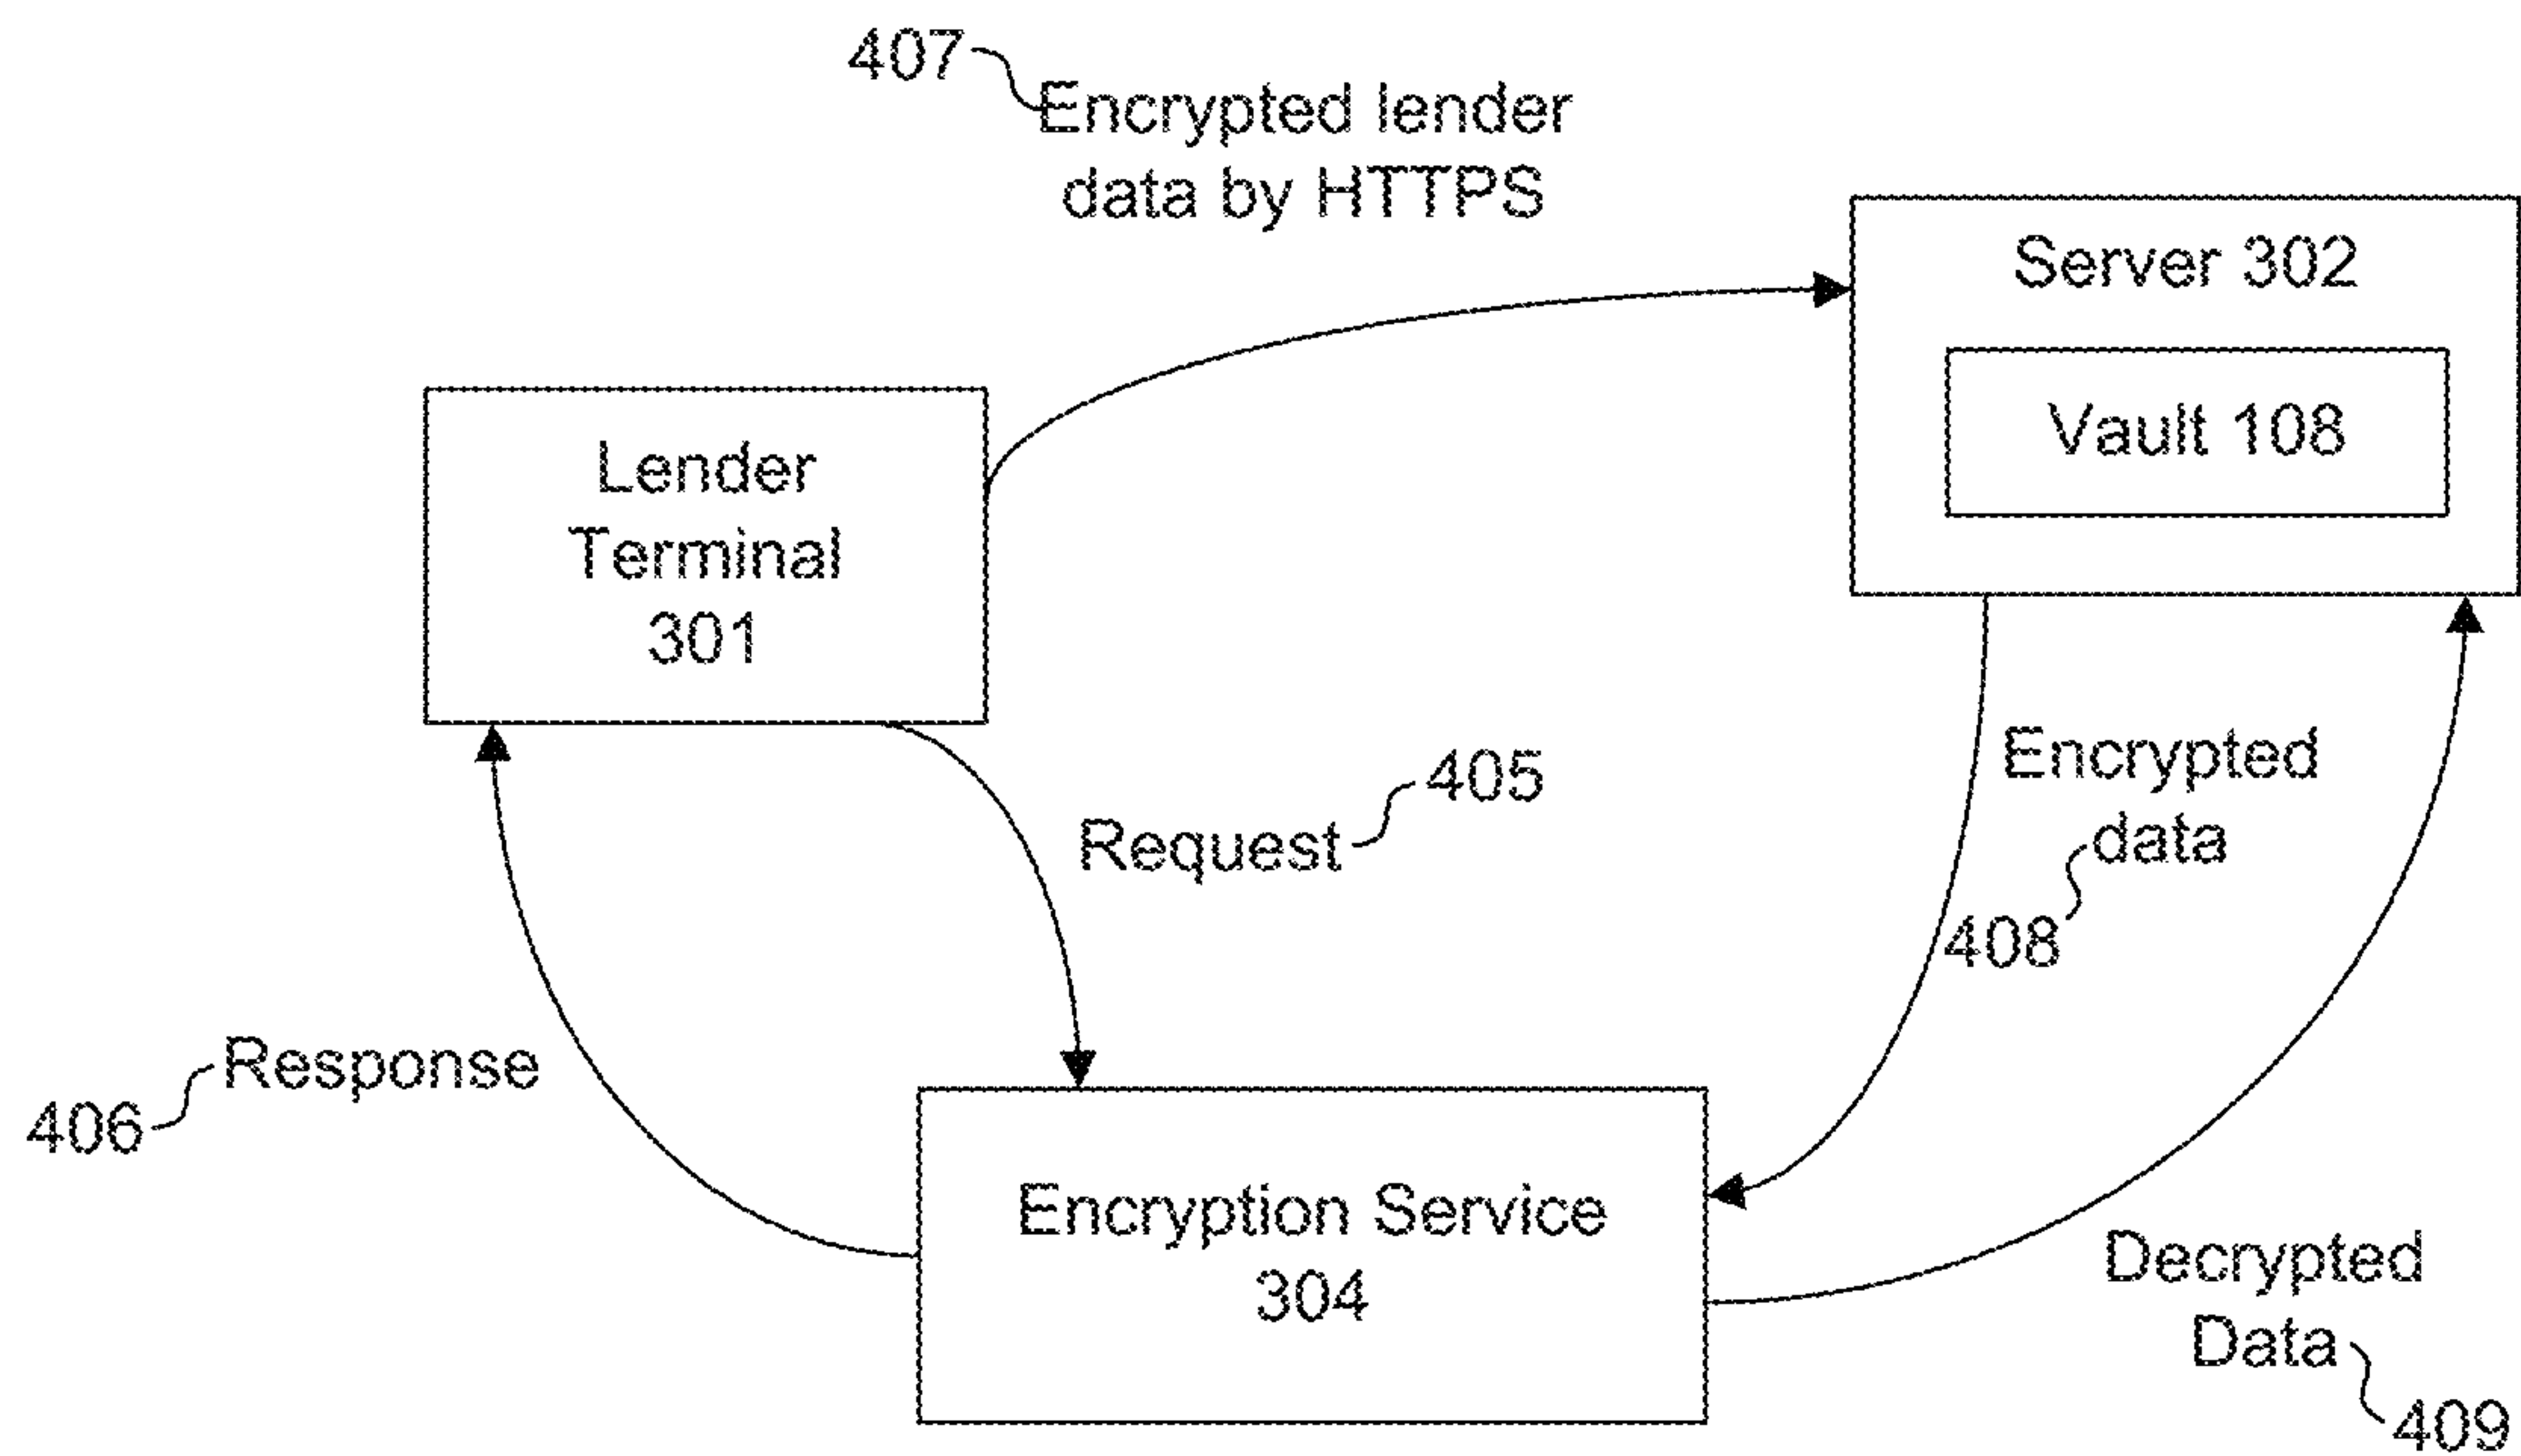 407
Encrypted lender
data by HTTPS
Server 302
Vault 108
Lender
Terminal
301
Encrypted
data
408
Request
405
Response
406
Encryption Service
304
Decrypted
Data
409